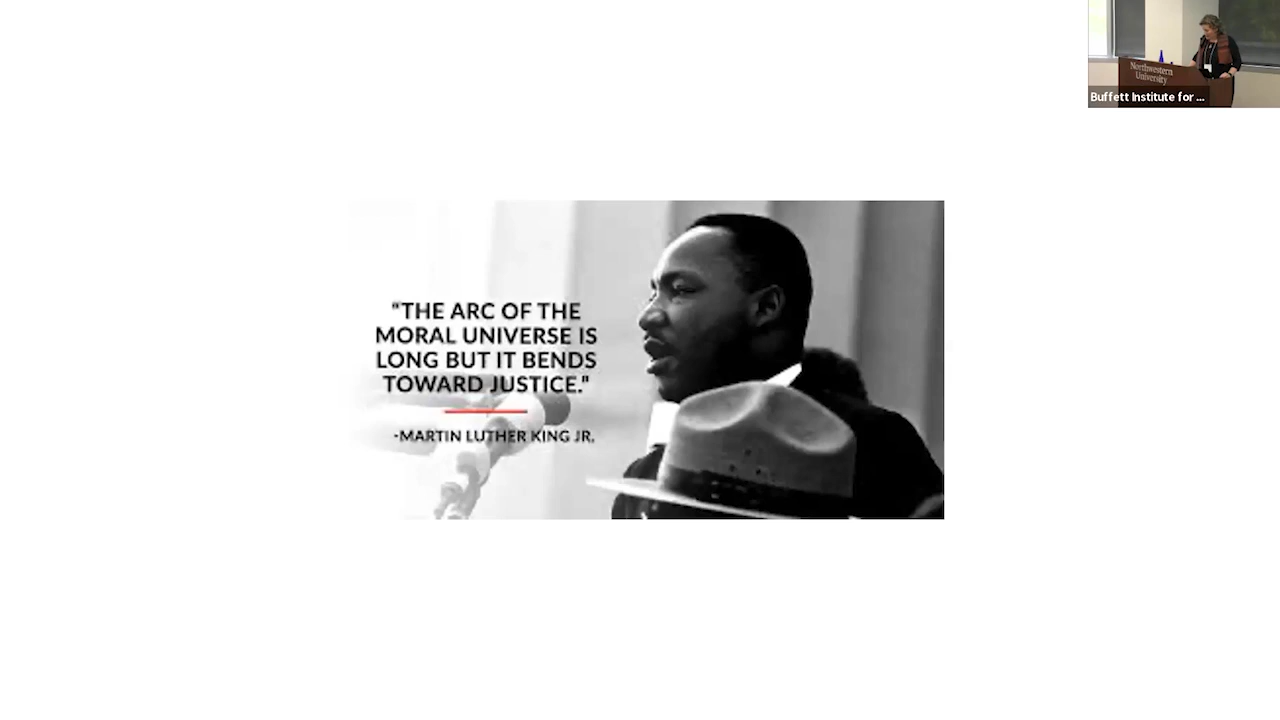 Northwestern
University
Buffett Institute for ...
“THE ARC OF THE
MORAL UNIVERSE IS
LONG BUT IT BENDS
TOWARD JUSTICE.”
-MARTIN LUTHER KING JR.